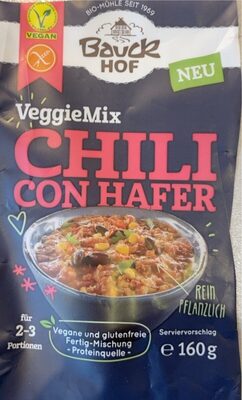 BIO-MÜHLE SEIT 1969
VEGAN
Bauck
HOF
NEU
VeggieMix
CHILI
CON HAFER
REIN
PFLANZLICH
für
2-3
Portionen
Vegane und glutenfreie
Fertig-Mischung
- Proteinquelle -
Serviervorschlag
℮ 160g